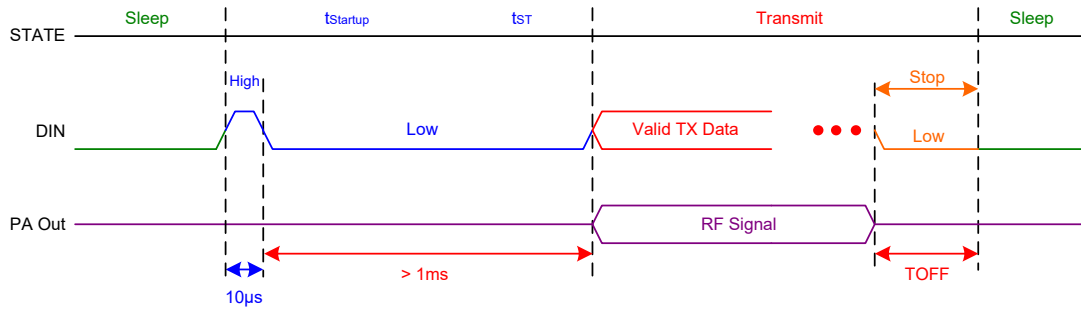 Sleep tStartup tST Transmit Sleep
STATE
High Stop
DIN Low Valid TX Data Low
PA Out RF Signal
> 1ms TOFF
10µs